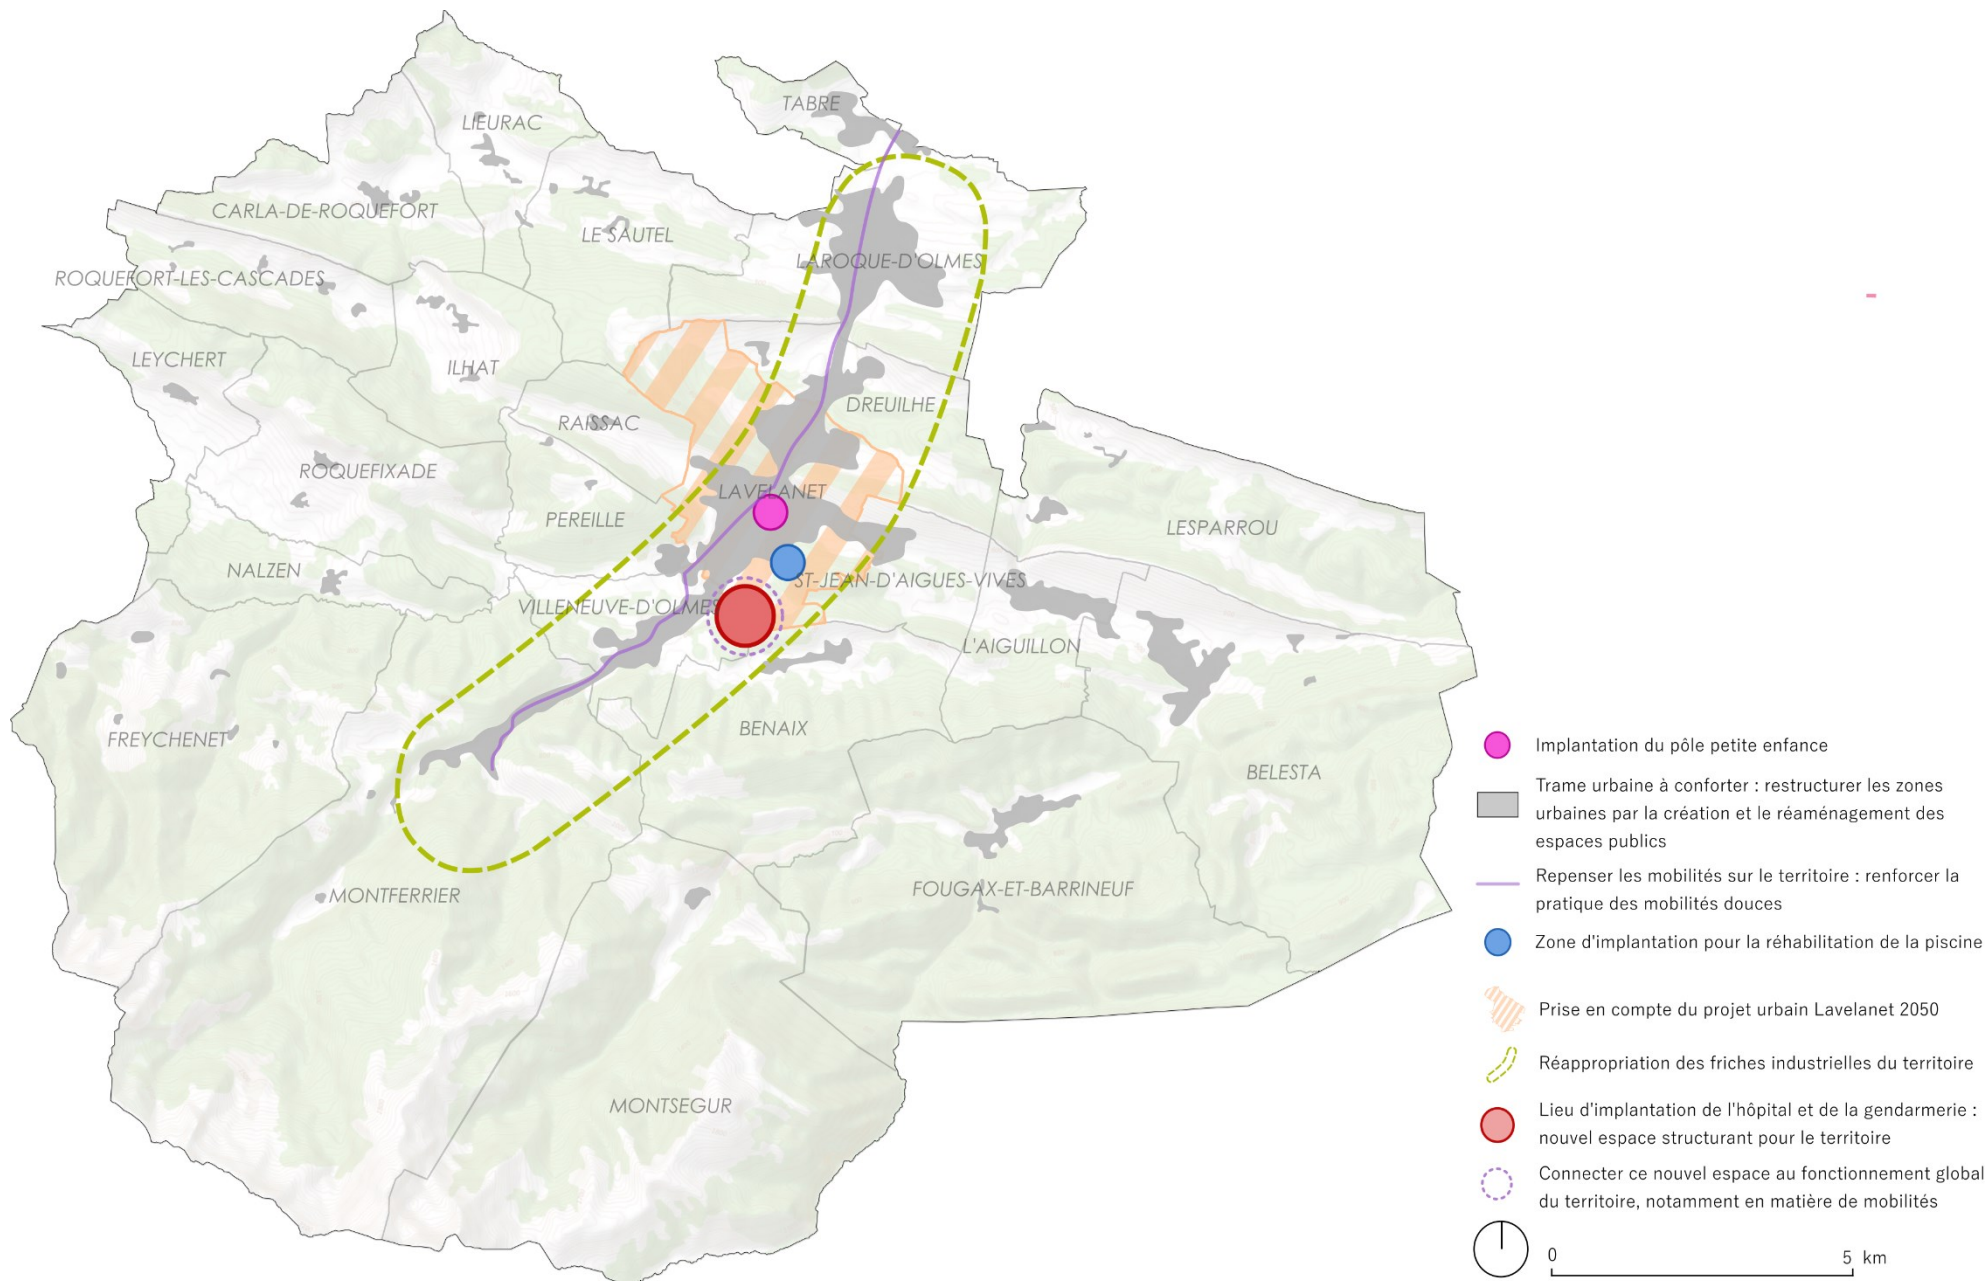 TABRE
LIEURAC
CARLA-DE-ROQUEFORT
LE SAUTEL
LAROQUE-D'OLMES
ROQUEFORT-LES-CASCADES
LEYCHERT
ILHAT
DREUILHE
RAISSAC
ROQUEFIXADE
LAVELANET
PEREILLE
LESPARROU
NALZEN
ST-JEAN-D'AIGUES-VIVES
VILLENEUVE-D'OLMES
L'AIGUILLON
BENAIX
FREYCHENET
BELESTA
MONTFERRIER
FOUGAX-ET-BARRINEUF
MONTSEGUR
Implantation du pôle petite enfance
Trame urbaine à conforter : restructurer les zones
urbaines par la création et le réaménagement des
espaces publics
Repenser les mobilités sur le territoire : renforcer la
pratique des mobilités douces
Zone d'implantation pour la réhabilitation de la piscine
Prise en compte du projet urbain Lavelanet 2050
Réappropriation des friches industrielles du territoire
Lieu d'implantation de l'hôpital et de la gendarmerie :
nouvel espace structurant pour le territoire
Connecter ce nouvel espace au fonctionnement global
du territoire, notamment en matière de mobilités
0 5 km